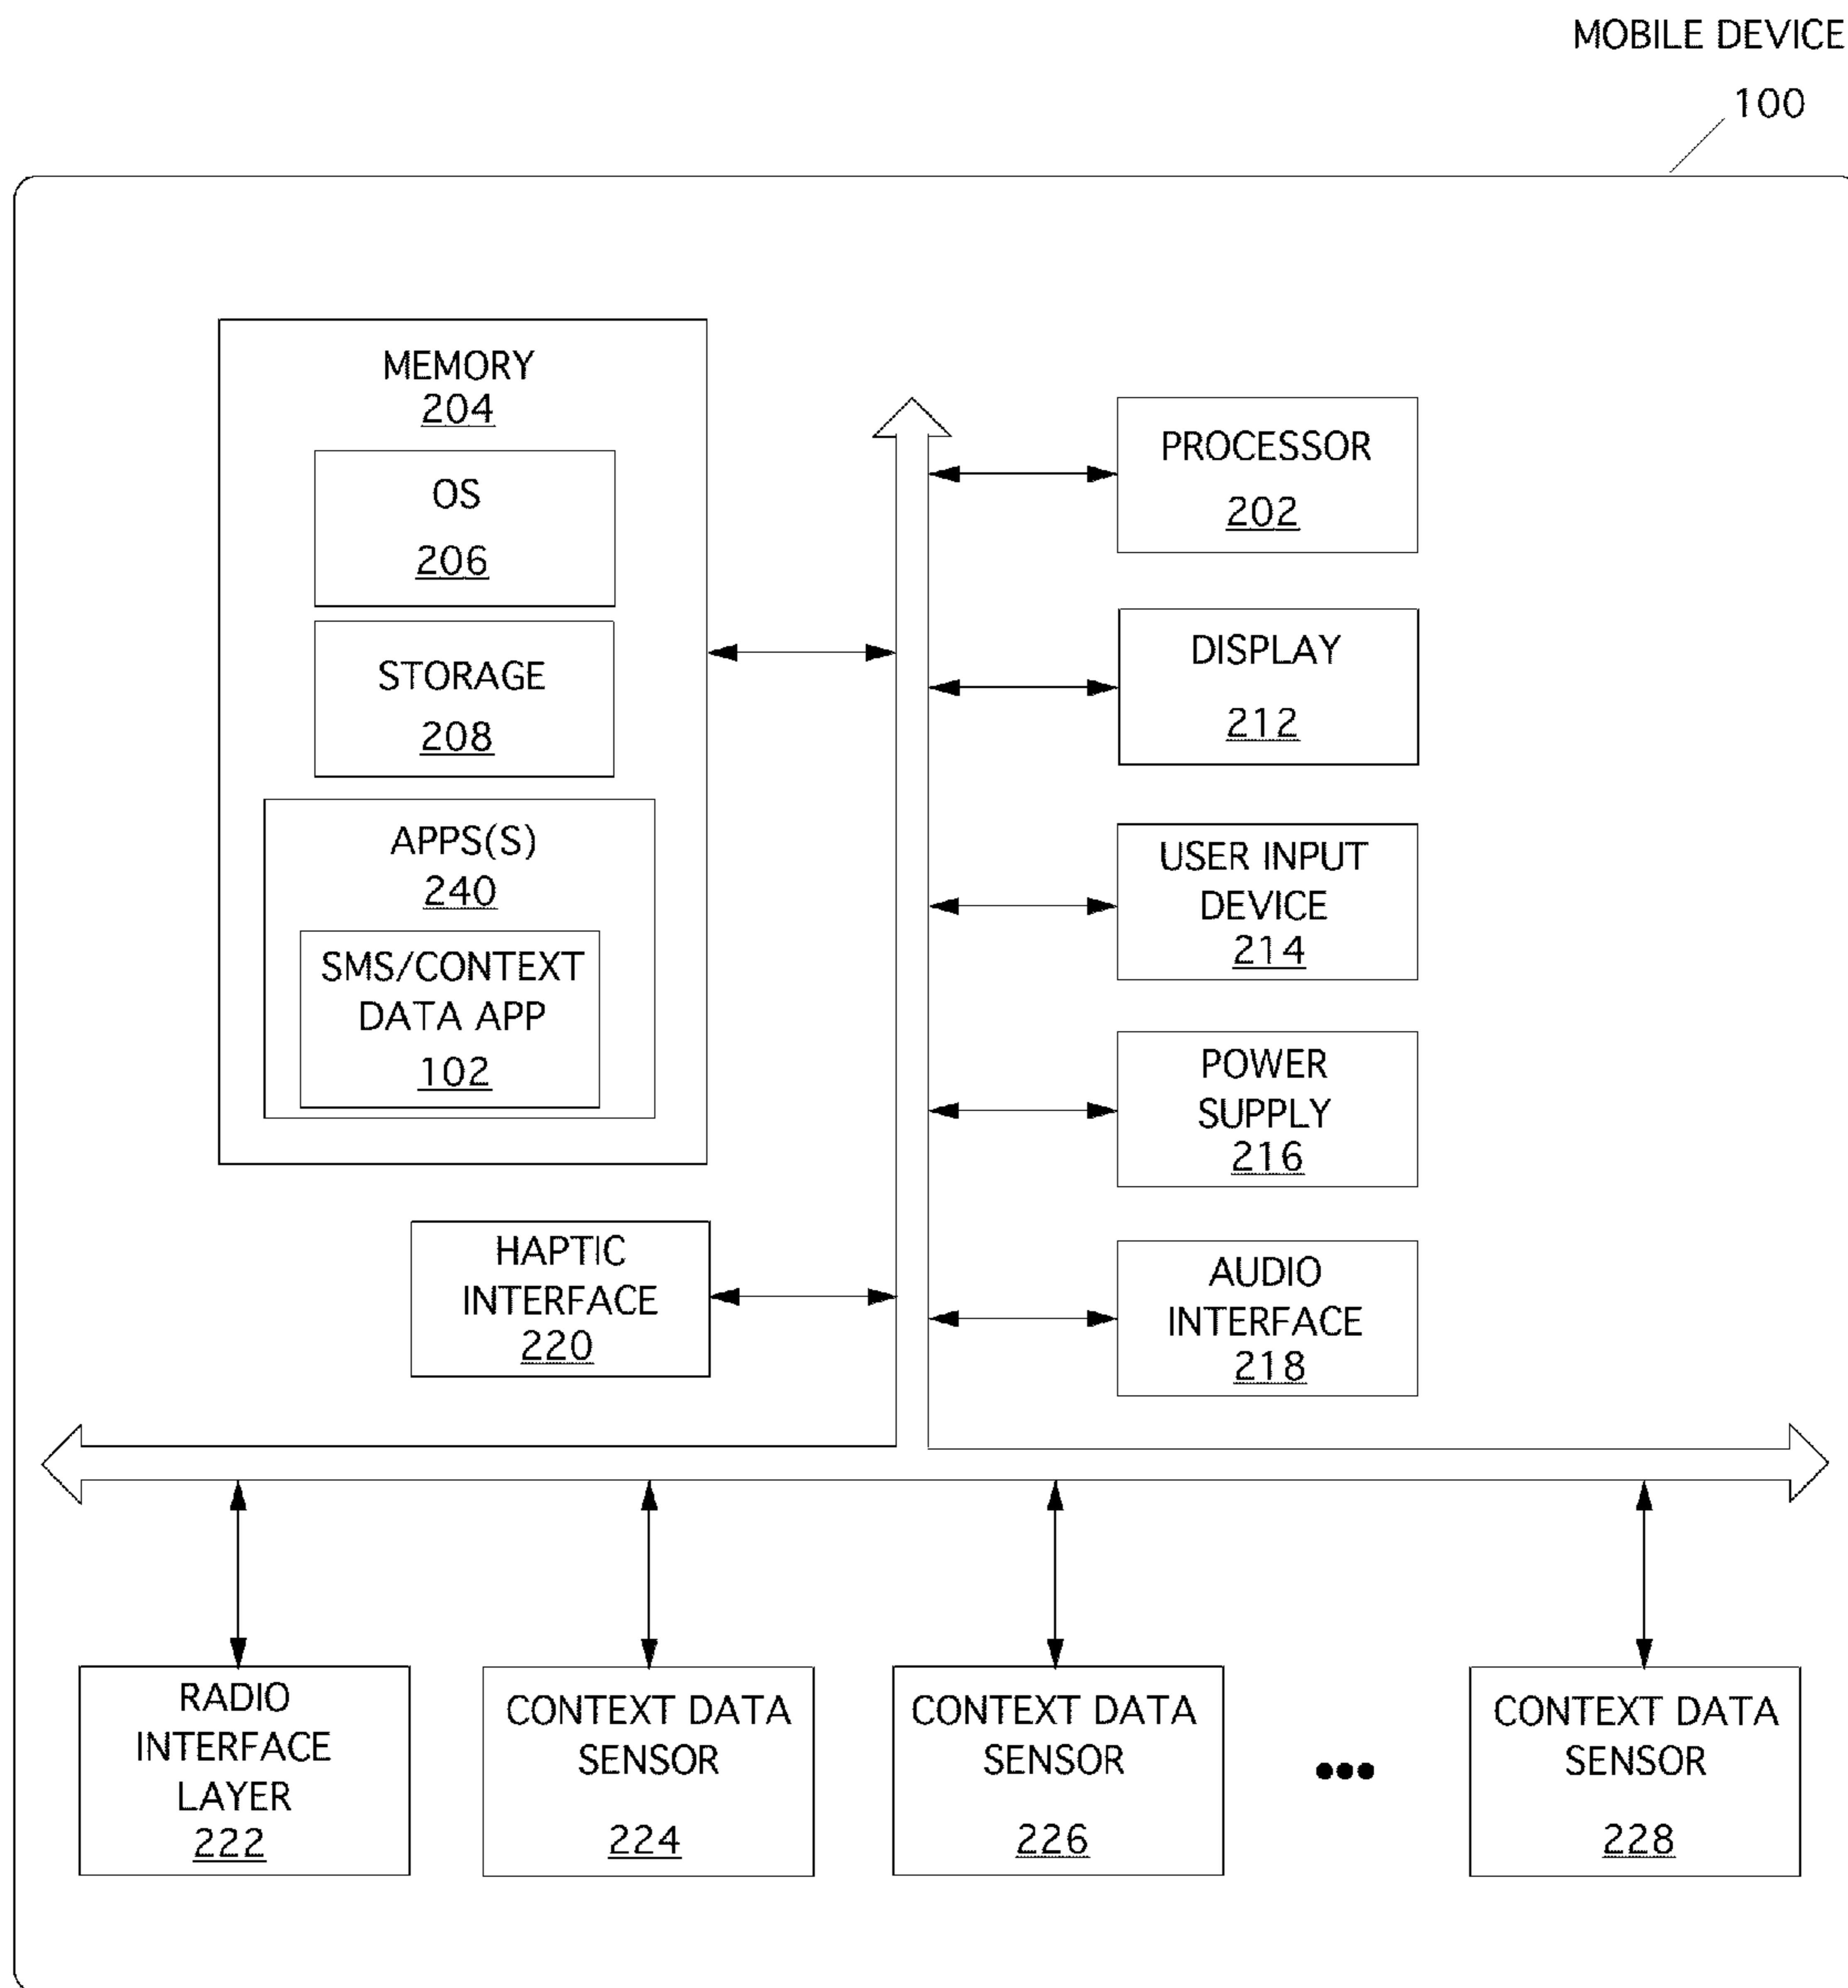 MOBILE DEVICE
100
MEMORY
204
OS
206
STORAGE
208
APPS(S)
240
SMS/CONTEXT
DATA APP
102
PROCESSOR
202
DISPLAY
212
USER INPUT
DEVICE
214
POWER
SUPPLY
216
HAPTIC
INTERFACE
220
AUDIO
INTERFACE
218
RADIO
INTERFACE
LAYER
222
CONTEXT DATA
SENSOR
224
CONTEXT DATA
SENSOR
226
•••
CONTEXT DATA
SENSOR
228